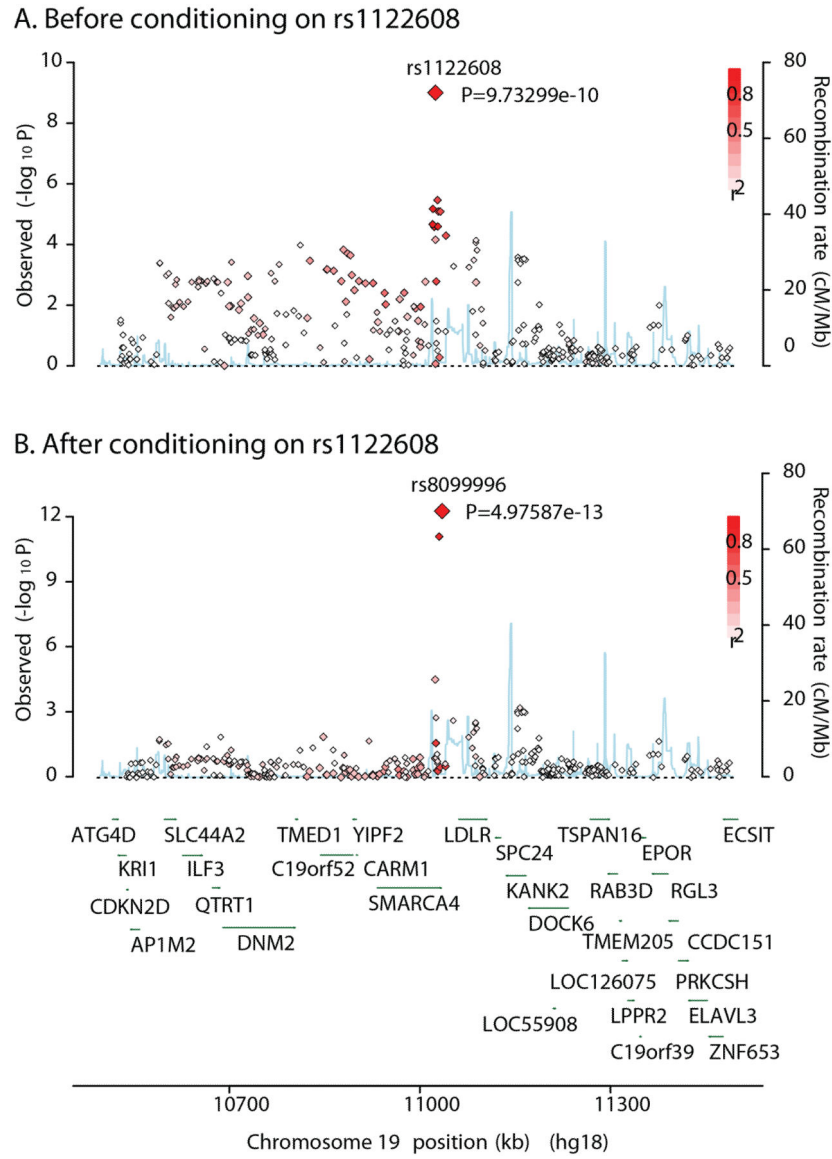 A. Before conditioning on rs1122608
10
8
6
4
2
0
Observed (-log 10 P)
rs1122608
P=9.73299e-10
0.8
0.5
r2
80
60
40
20
0
Recombination rate (cM/Mb)
B. After conditioning on rs1122608
12
9
6
3
0
Observed (-log 10 P)
rs8099996
P=4.97587e-13
0.8
0.5
r2
80
60
40
20
0
Recombination rate (cM/Mb)
ATG4D SLC44A2 TMED1 YIPF2 LDLR TSPAN16 ECSIT
SPC24 EPOR
KRI1 ILF3 C19orf52 CARM1
KANK2 RAB3D RGL3
CDKN2D QTRT1 SMARCA4
DOCK6
AP1M2 DNM2 TMEM205 CCDC151
LOC126075 PRKCSH
LOC55908 LPPR2 ELAVL3
C19orf39 ZNF653
10700 11000 11300
Chromosome 19 position (kb) (hg18)